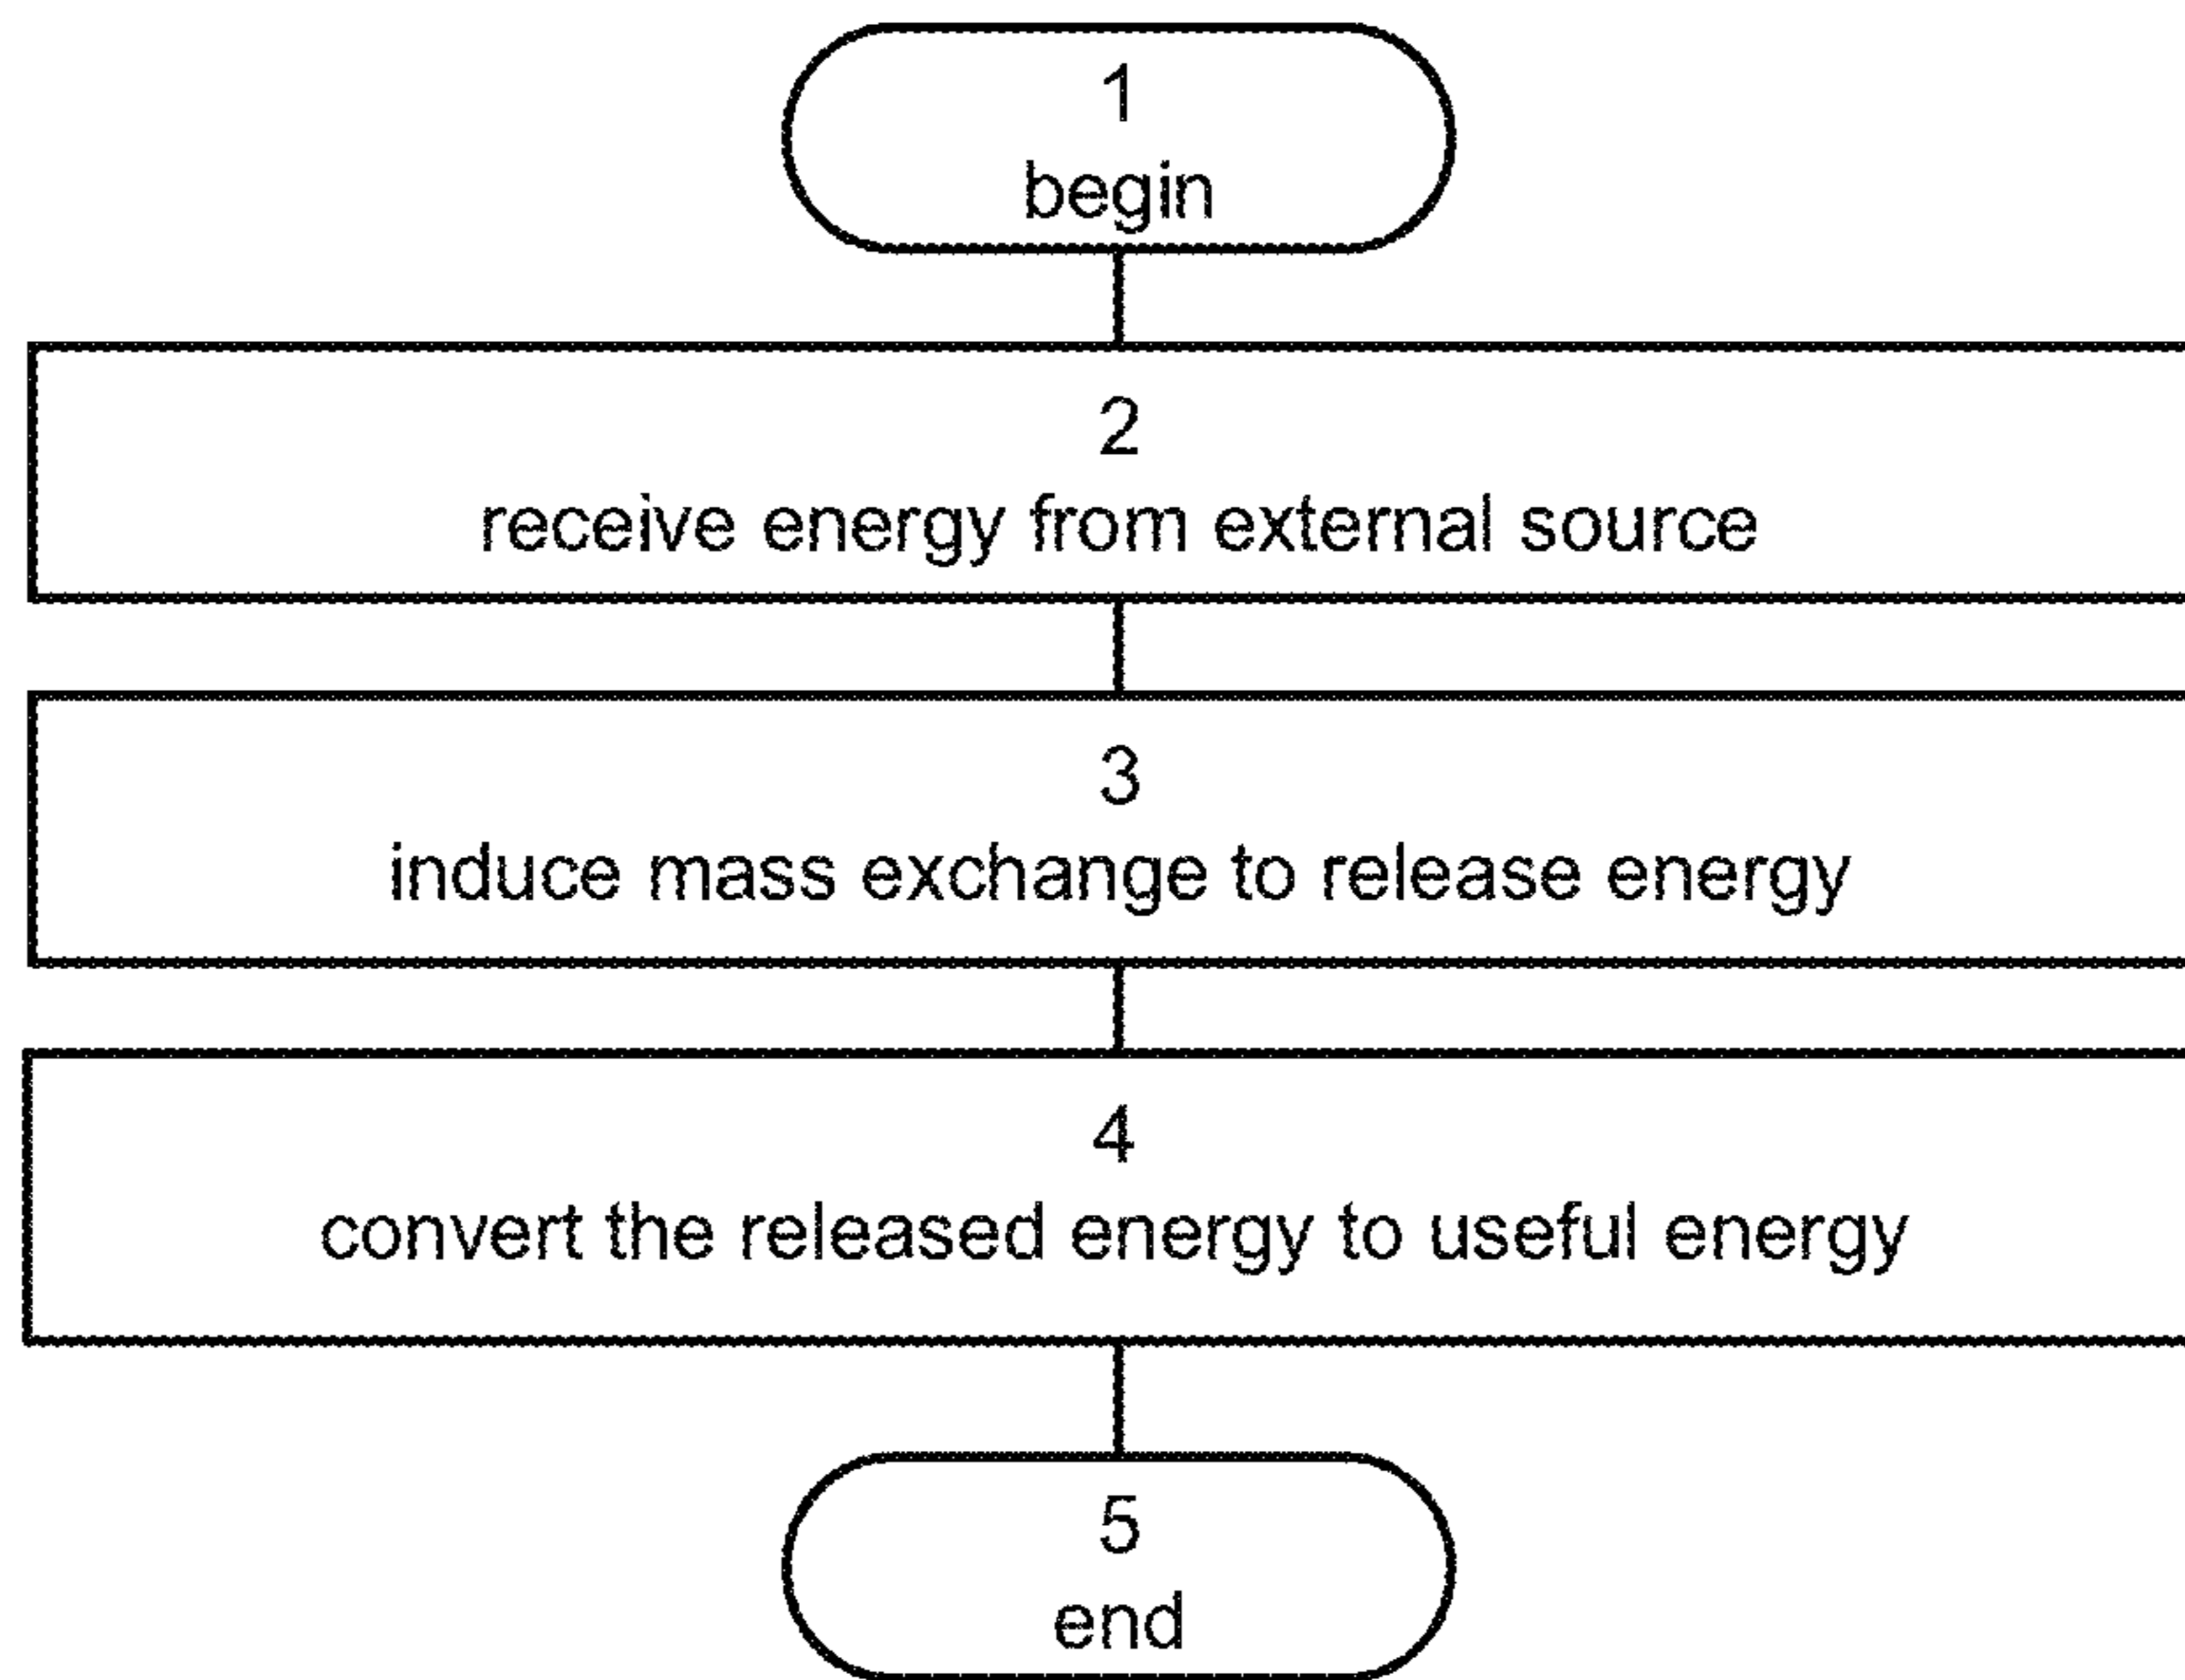 1
begin
2
receive energy from external source
3
induce mass exchange to release energy
4
convert the released energy to useful energy
5
end